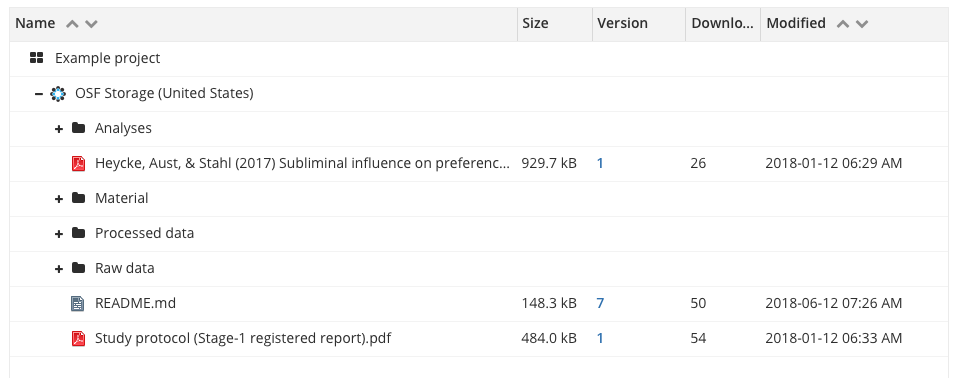 Name Size Version Downlo... Modified
Example project
OSF Storage (United States)
Analyses
Heycke, Aust, & Stahl (2017) Subliminal influence on preferenc... 929.7 kB 1 26 2018-01-12 06:29 AM
Material
Processed data
Raw data
README.md 148.3 kB 7 50 2018-06-12 07:26 AM
Study protocol (Stage-1 registered report).pdf 484.0 kB 1 54 2018-01-12 06:33 AM